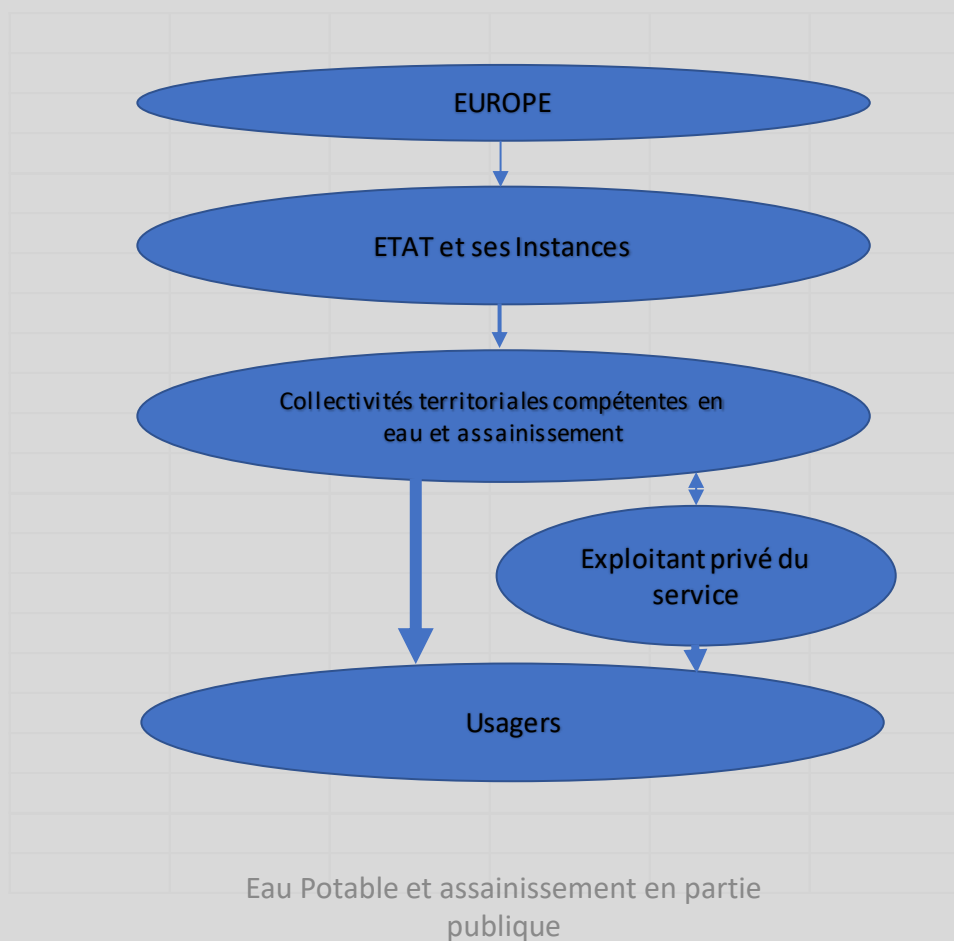 EUROPE
ETAT et ses Instances
Collectivités territoriales compétentes en
eau et assainissement
Exploitant privé du
service
Usagers
Eau Potable et assainissement en partie
publique